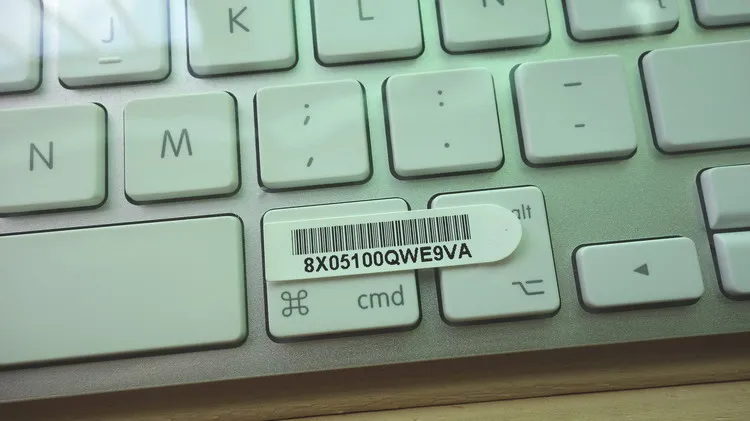 J K L
N M ; , : . _ -
8X05100QWE9VA
alt
⌘ cmd ⌥ ◄